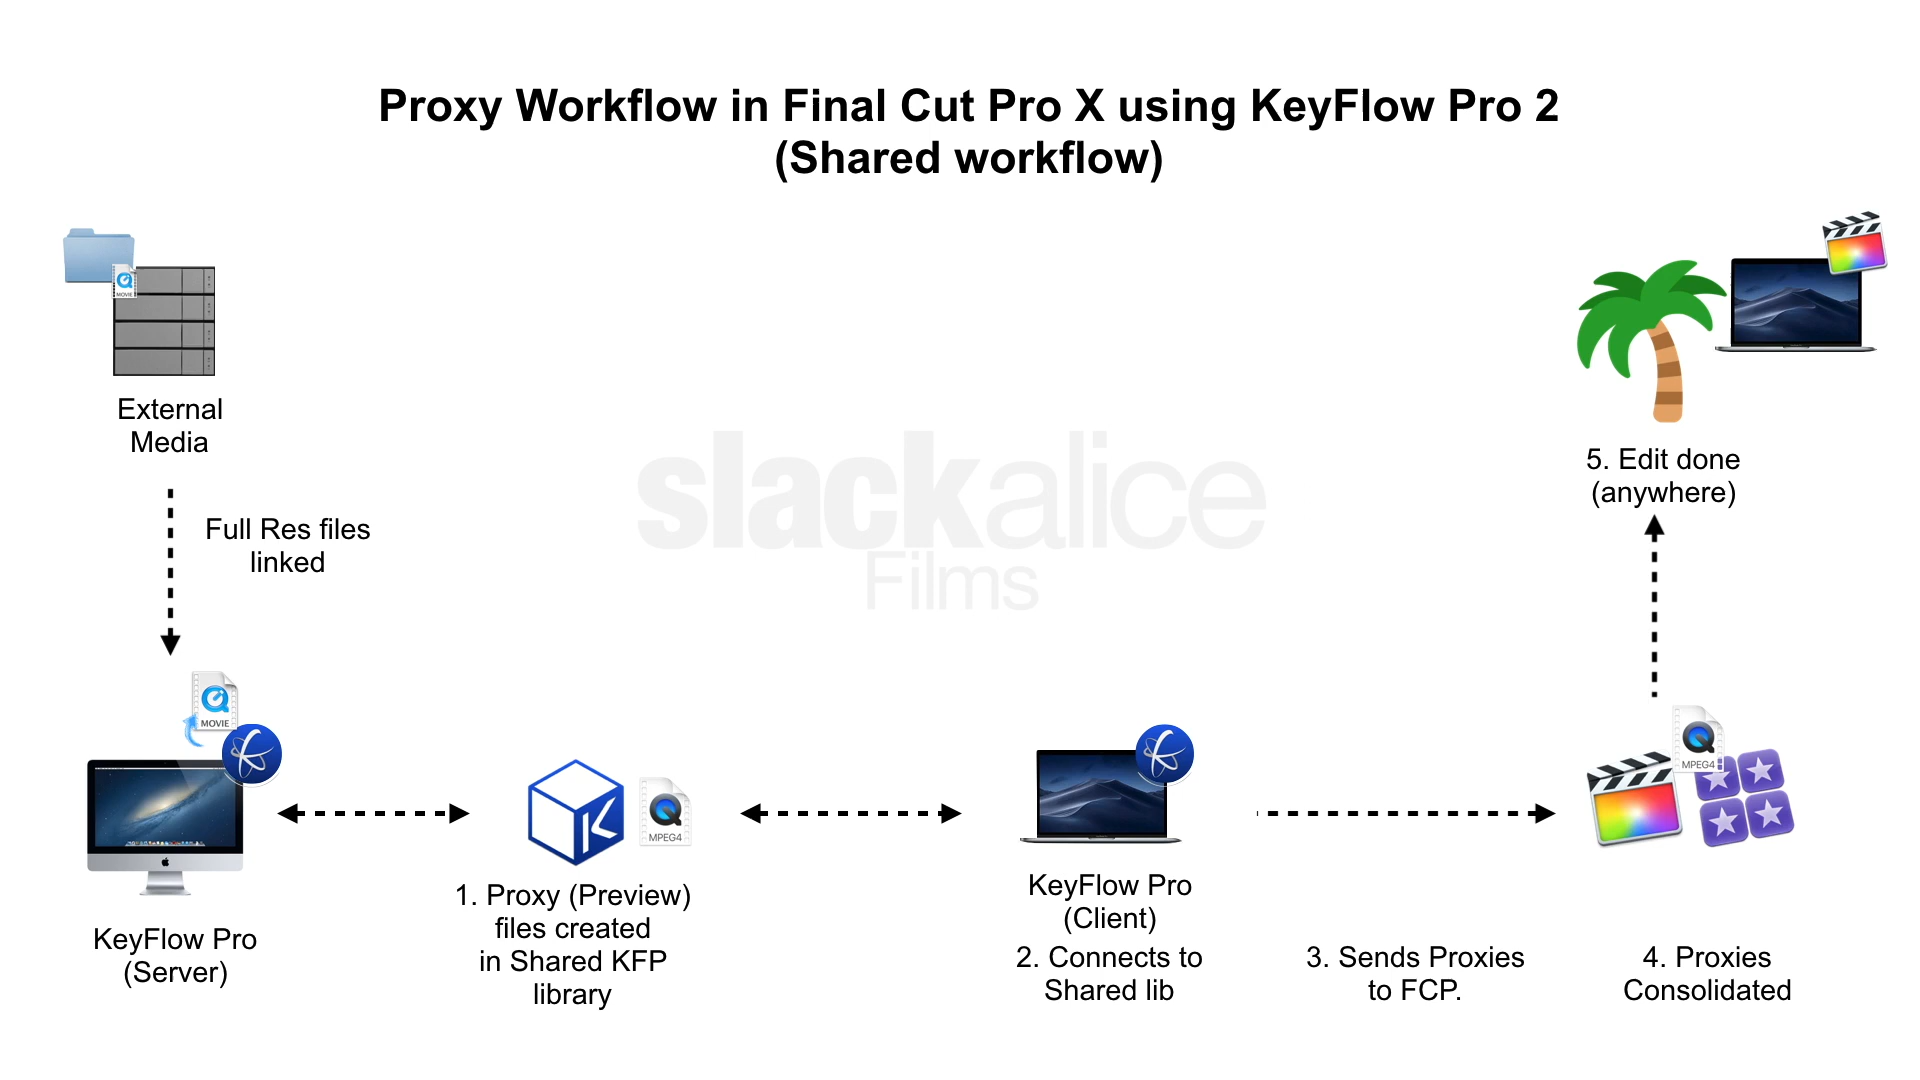 Proxy Workflow in Final Cut Pro X using KeyFlow Pro 2
(Shared workflow)
MOVIE
External
Media
Full Res files
linked
slackalice
Films
5. Edit done
(anywhere)
MOVIE
KeyFlow Pro
(Server)
MPEG4
1. Proxy (Preview)
files created
in Shared KFP
library
KeyFlow Pro
(Client)
2. Connects to
Shared lib
3. Sends Proxies
to FCP.
MPEG4
4. Proxies
Consolidated